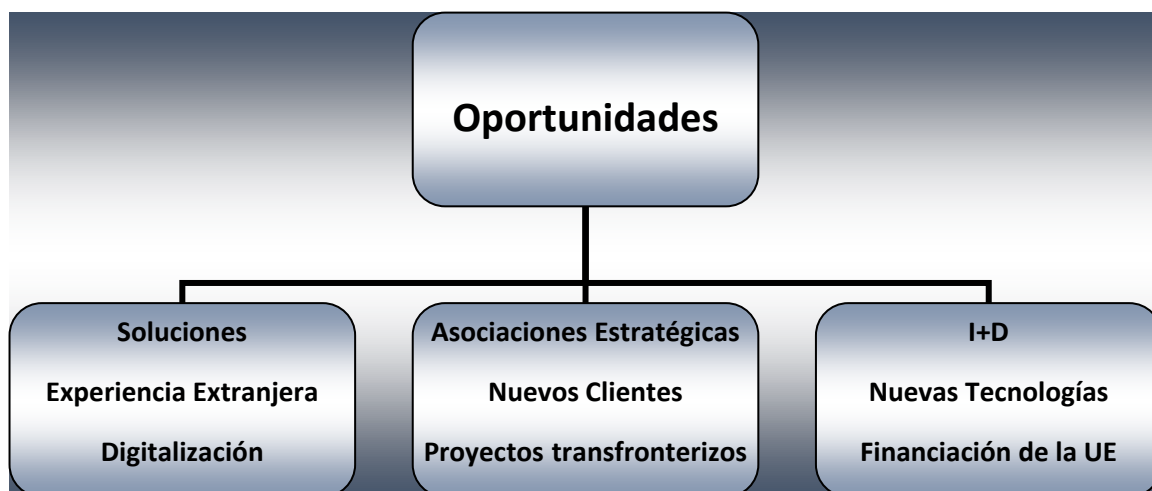 Oportunidades
Soluciones
Experiencia Extranjera
Digitalización
Asociaciones Estratégicas
Nuevos Clientes
Proyectos transfronterizos
I+D
Nuevas Tecnologías
Financiación de la UE